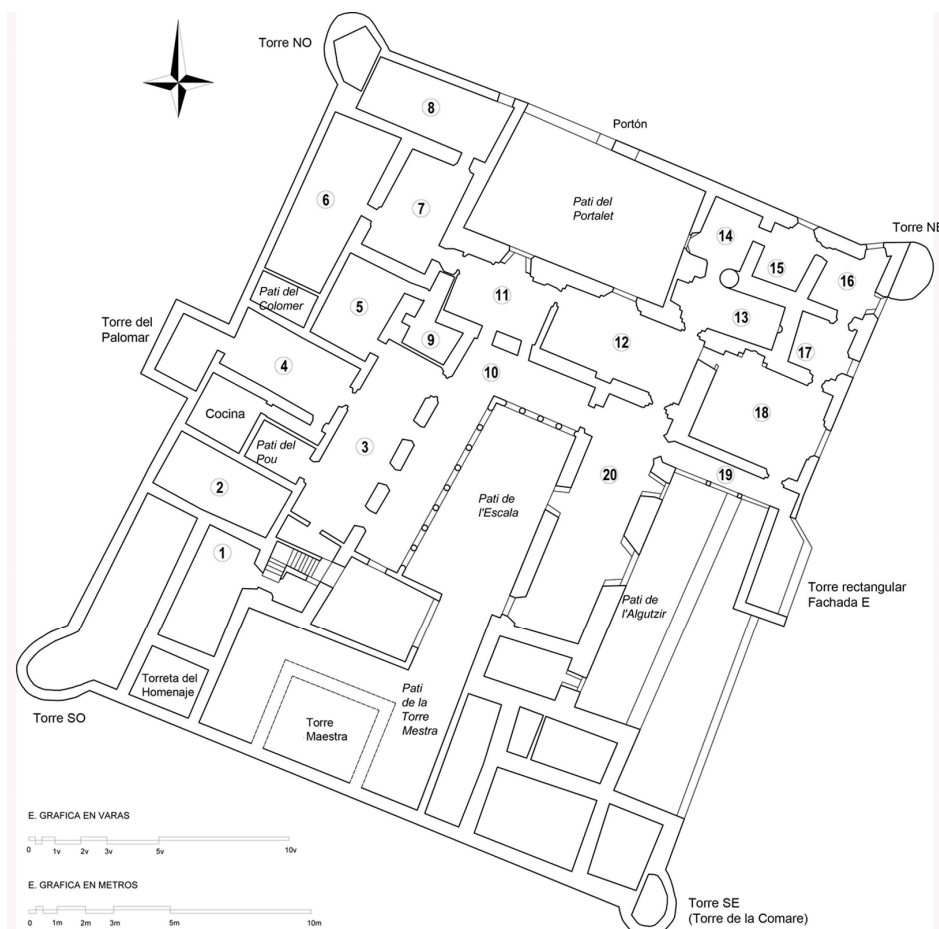 Torre NO
Portón
8
Pati del
Portalet
6
7
14
Torre NE
15
16
Pati del
Colomer
11
5
13
Torre del
Palomar
9
12
17
4
10
18
Cocina
3
Pati del
Pou
19
20
2
Pati de
l'Escala
1
Torre rectangular
Fachada E
Pati de
l'Algutzir
Torreta del
Homenaje
Pati
de la
Torre
Mestra
Torre SO
Torre
Maestra
E. GRAFICA EN VARAS
0 1v 2v 3v 5v 10v
E. GRAFICA EN METROS
0 1m 2m 3m 5m 10m
Torre SE
(Torre de la Comare)